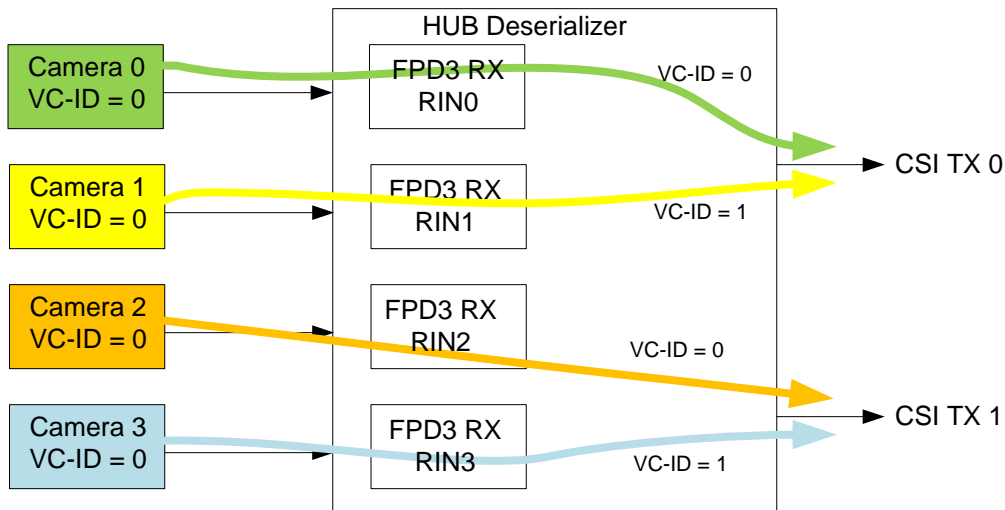 HUB Deserializer
Camera 0
VC-ID = 0
FPD3 RX
RIN0
VC-ID = 0
CSI TX 0
Camera 1
VC-ID = 0
FPD3 RX
RIN1
VC-ID = 1
Camera 2
VC-ID = 0
FPD3 RX
RIN2
VC-ID = 0
CSI TX 1
Camera 3
VC-ID = 0
FPD3 RX
RIN3
VC-ID = 1